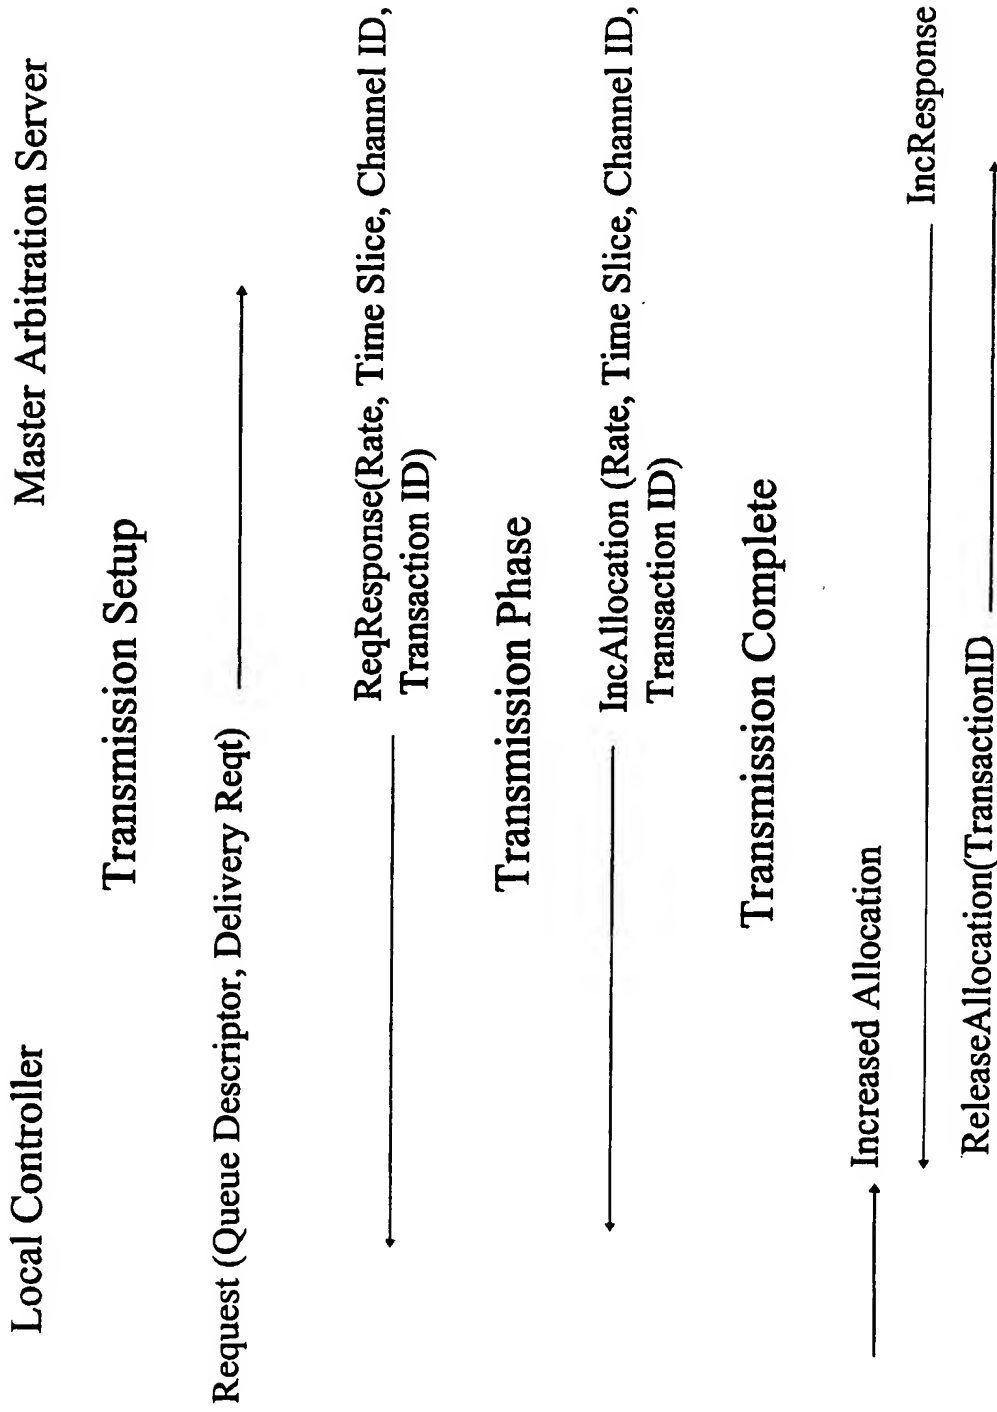 Local Controller
Master Arbitration Server
Transmission Setup
Request (Queue Descriptor, Delivery Reqt)
ReqResponse(Rate, Time Slice, Channel ID,
Transaction ID)
Transmission Phase
IncAllocation (Rate, Time Slice, Channel ID,
Transaction ID)
Transmission Complete
Increased Allocation
IncResponse
ReleaseAllocation(TransactionID